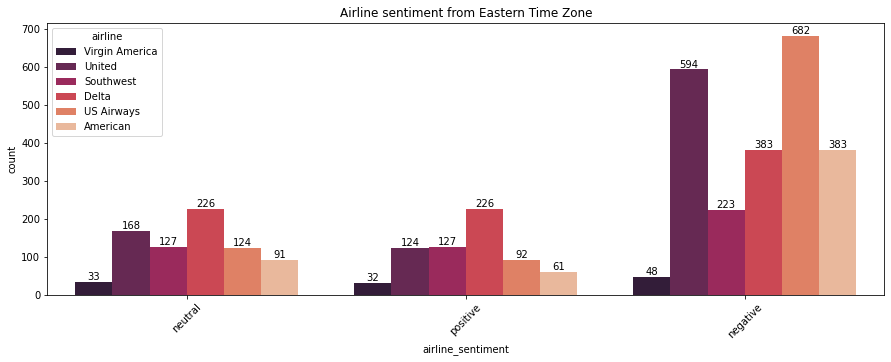 Airline sentiment from Eastern Time Zone
airline
Virgin America
United
Southwest
Delta
US Airways
American
count
700
600
500
400
300
200
100
0
33
168
127
226
124
91
32
124
127
226
92
61
48
594
223
383
682
383
neutral
positive
negative
airline_sentiment